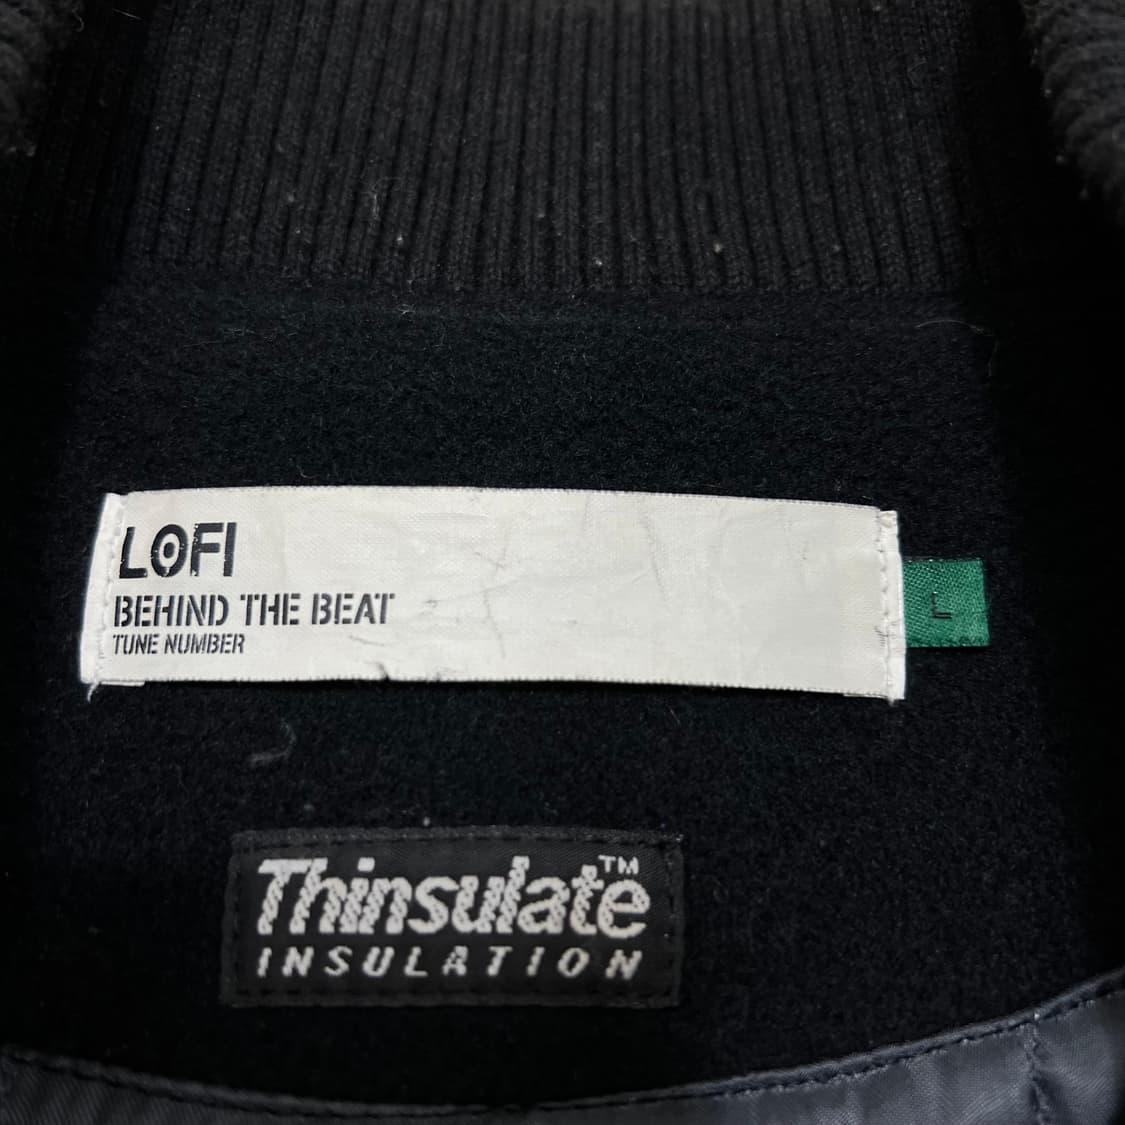 LOFI
BEHIND THE BEAT
TUNE NUMBER
L
Thinsulate™
INSULATION